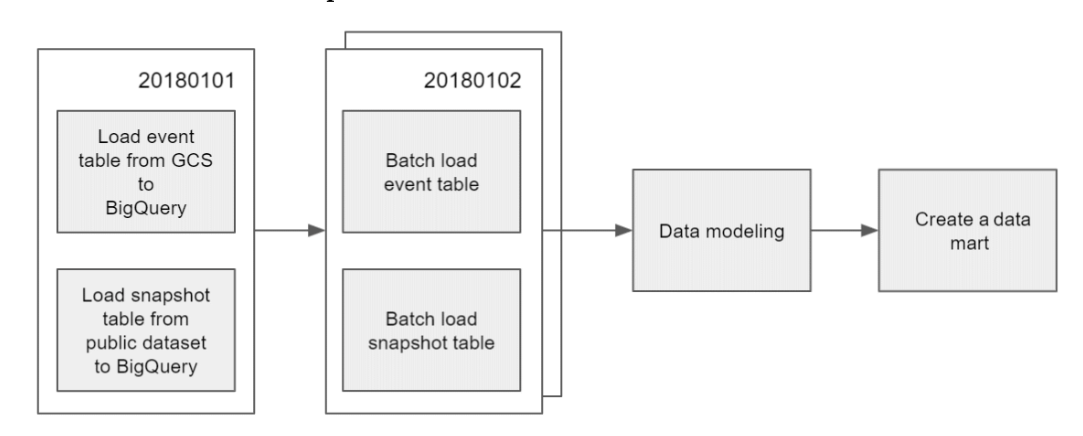 20180101
Load event
table from GCS
to
BigQuery
Load snapshot
table from
public dataset
to BigQuery
20180102
Batch load
event table
Batch load
snapshot table
Data modeling
Create a data
mart